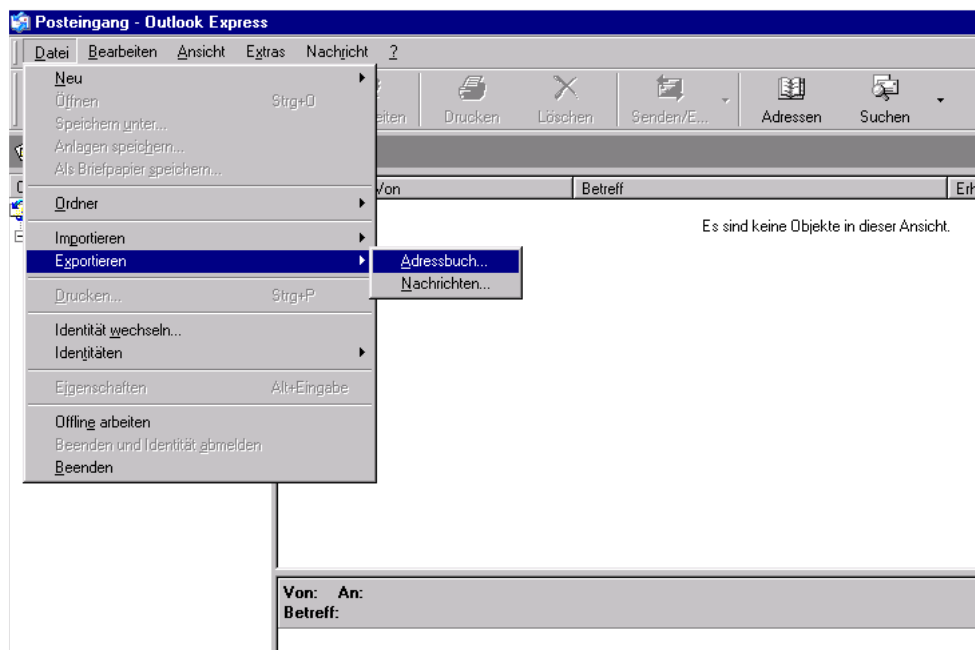 Posteingang - Outlook Express
Datei Bearbeiten Ansicht Extras Nachricht ?
Drucken Löschen Senden/E... Adressen Suchen
Neu
Öffnen Strg+O
Speichern unter...
Anlagen speichern...
Als Briefpapier speichern...
Ordner
Importieren
Exportieren
Drucken... Strg+P
Identität wechseln...
Identitäten
Eigenschaften Alt+Eingabe
Offline arbeiten
Beenden und Identität abmelden
Beenden
Adressbuch...
Nachrichten...
Von Betreff
Es sind keine Objekte in dieser Ansicht.
Von: An:
Betreff: